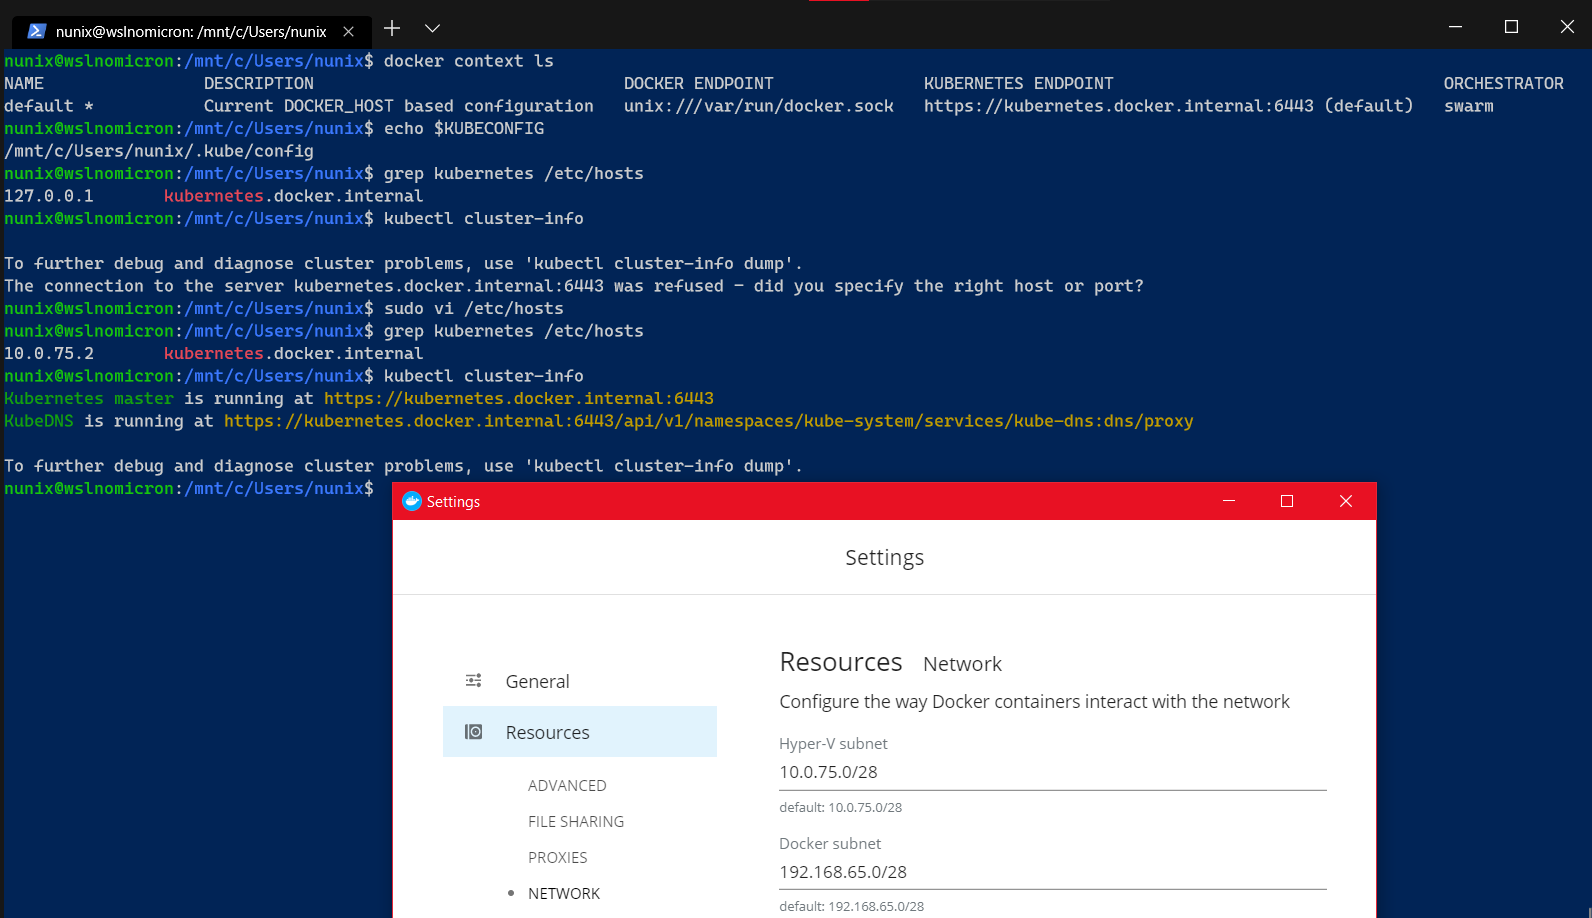 nunix@wslnomicron: /mnt/c/Users/nunix
nunix@wslnomicron:/mnt/c/Users/nunix$ docker context ls
NAME DESCRIPTION DOCKER ENDPOINT KUBERNETES ENDPOINT ORCHESTRATOR
default * Current DOCKER_HOST based configuration unix:///var/run/docker.sock https://kubernetes.docker.internal:6443 (default) swarm
nunix@wslnomicron:/mnt/c/Users/nunix$ echo $KUBECONFIG
/mnt/c/Users/nunix/.kube/config
nunix@wslnomicron:/mnt/c/Users/nunix$ grep kubernetes /etc/hosts
127.0.0.1 kubernetes.docker.internal
nunix@wslnomicron:/mnt/c/Users/nunix$ kubectl cluster-info
To further debug and diagnose cluster problems, use 'kubectl cluster-info dump'.
The connection to the server kubernetes.docker.internal:6443 was refused - did you specify the right host or port?
nunix@wslnomicron:/mnt/c/Users/nunix$ sudo vi /etc/hosts
nunix@wslnomicron:/mnt/c/Users/nunix$ grep kubernetes /etc/hosts
10.0.75.2 kubernetes.docker.internal
nunix@wslnomicron:/mnt/c/Users/nunix$ kubectl cluster-info
Kubernetes master is running at https://kubernetes.docker.internal:6443
KubeDNS is running at https://kubernetes.docker.internal:6443/api/v1/namespaces/kube-system/services/kube-dns:dns/proxy
To further debug and diagnose cluster problems, use 'kubectl cluster-info dump'.
nunix@wslnomicron:/mnt/c/Users/nunix$
Settings
Settings
General
Resources
ADVANCED
FILE SHARING
PROXIES
NETWORK
Resources Network
Configure the way Docker containers interact with the network
Hyper-V subnet
10.0.75.0/28
default: 10.0.75.0/28
Docker subnet
192.168.65.0/28
default: 192.168.65.0/28